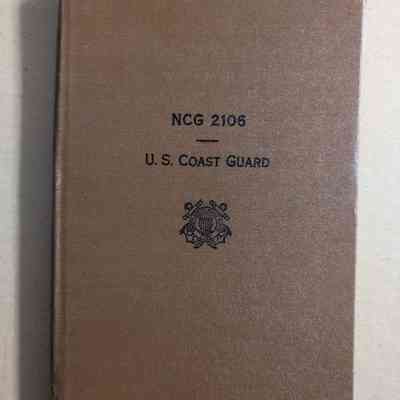 NCG 2106
U. S. COAST GUARD